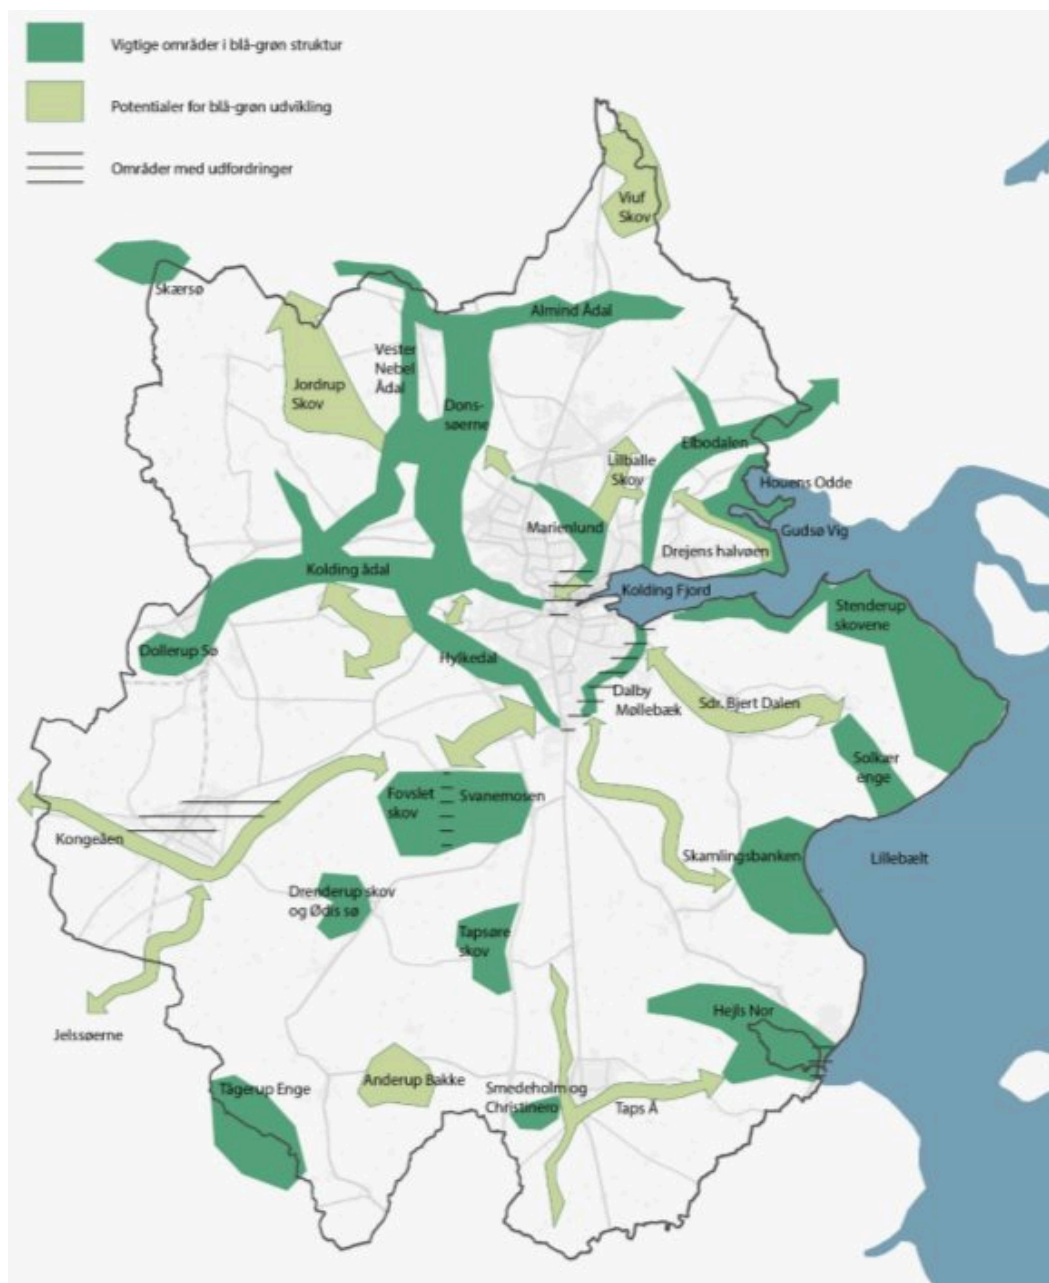 Vigtige områder i blå-grøn struktur
Potentialer for blå-grøn udvikling
Områder med udfordringer
Viuf
Skov
Skærsø
Almind Ådal
Vester
Nebel
Ådal
Jordrup
Skov
Dons-
søerne
Elbodalen
Lilballe
Skov
Houens Odde
Marienlund
Gudsø Vig
Drejens halvøen
Kolding ådal
Kolding Fjord
Stenderup
skovene
Dollerup Sø
Hylkedal
Dalby
Møllebæk
Sdr. Bjert Dalen
Solkær
enge
Fovslet
skov
Svanemosen
Kongeåen
Skamlingsbanken
Lillebælt
Drenderup skov
og Ødis sø
Tapsøre
skov
Hejls Nor
Jelssøerne
Tågerup Enge
Anderup Bakke
Smedeholm og
Christinero
Taps Å